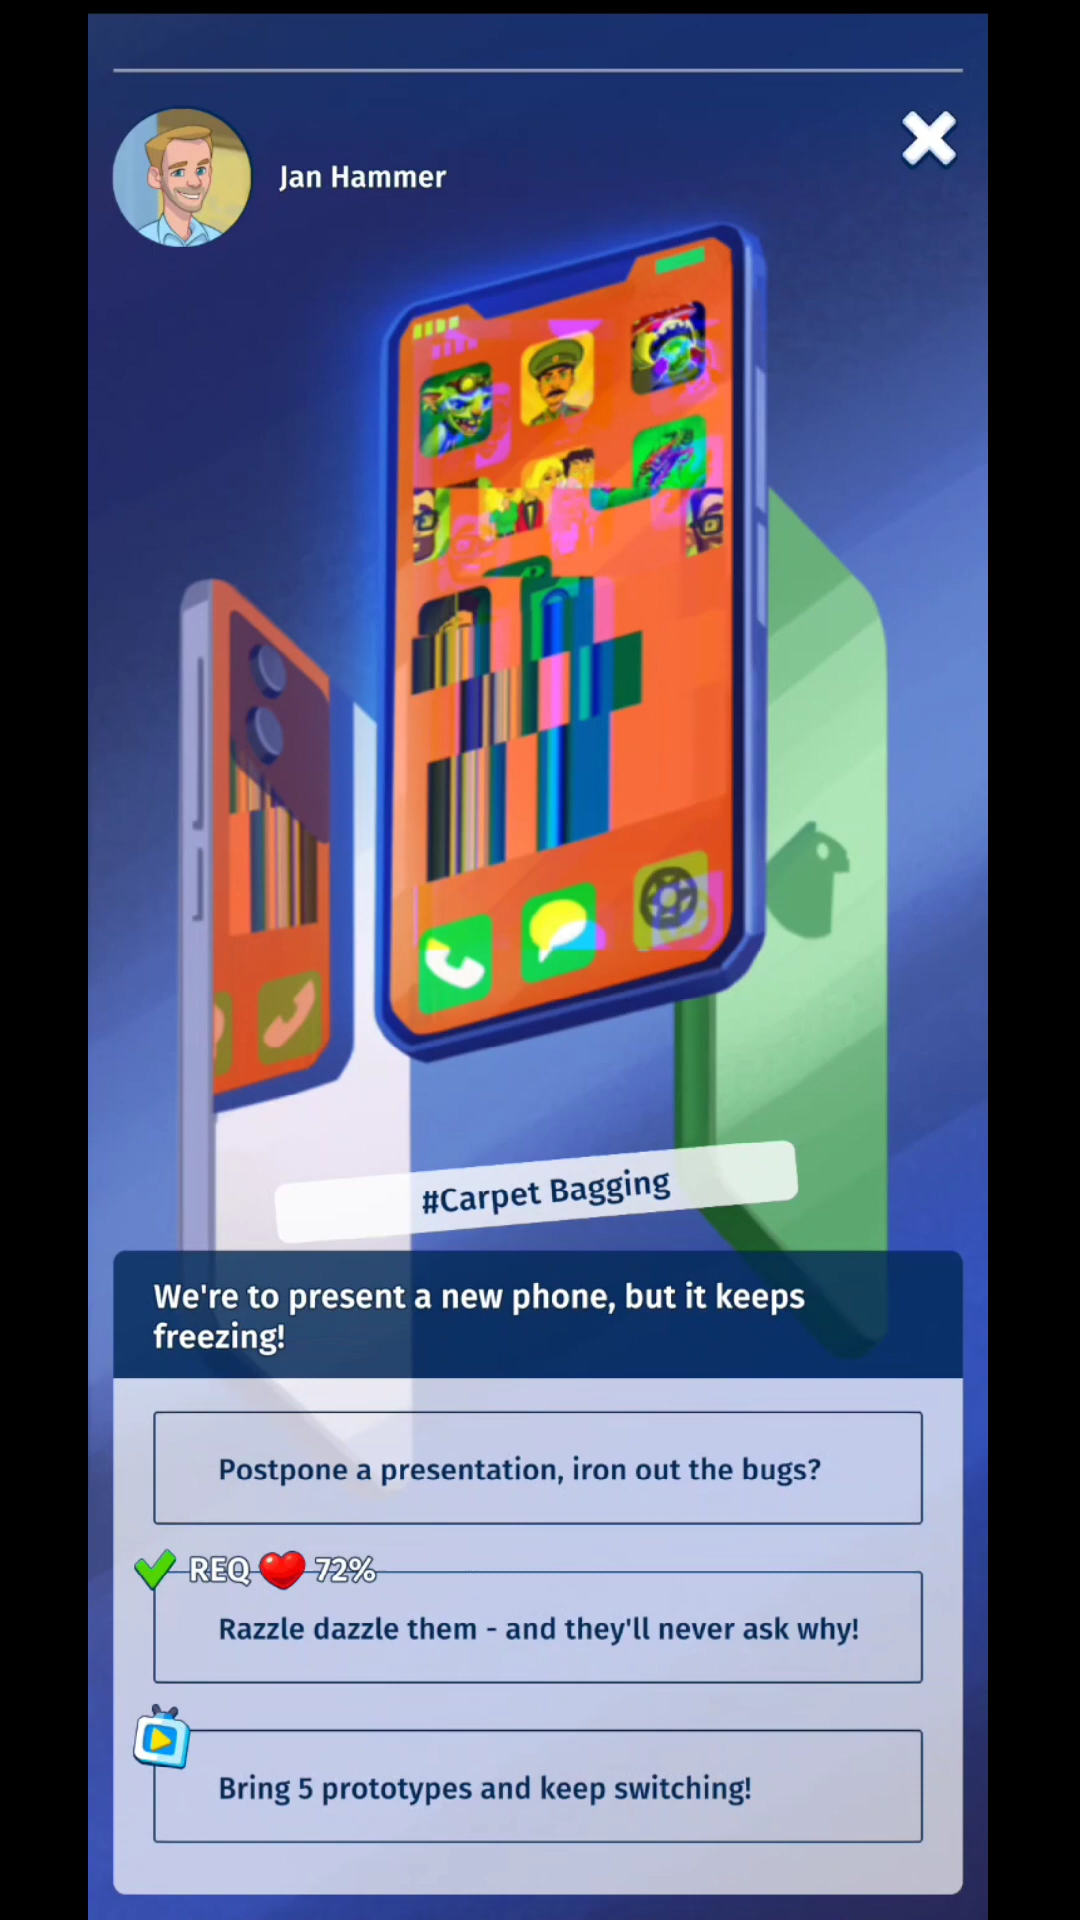 Jan Hammer
#Carpet Bagging
We're to present a new phone, but it keeps
freezing!
Postpone a presentation, iron out the bugs?
REQ 72%
Razzle dazzle them - and they'll never ask why!
Bring 5 prototypes and keep switching!